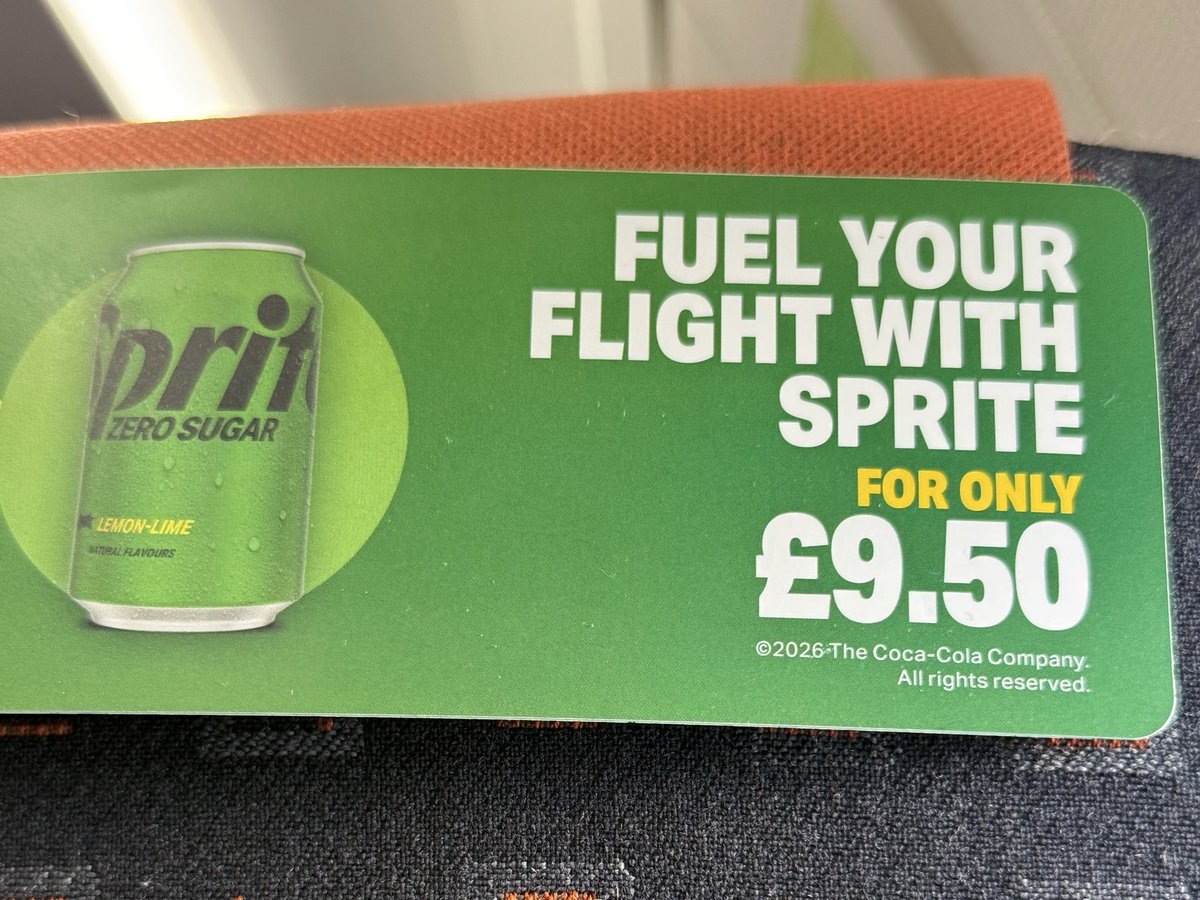 Sprit
ZERO SUGAR
LEMON-LIME
NATURAL FLAVOURS
FUEL YOUR
FLIGHT WITH
SPRITE
FOR ONLY
£9.50
©2026 The Coca-Cola Company.
All rights reserved.